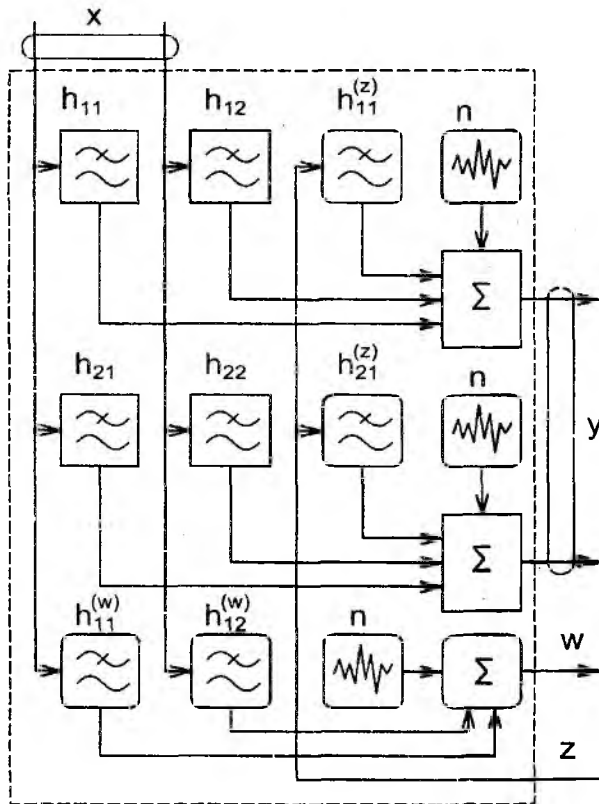 x
h11 h12 h11(z) n
Σ
h21 h22 h21(z) n
y
Σ
h11(w) h12(w) n
Σ
w
z